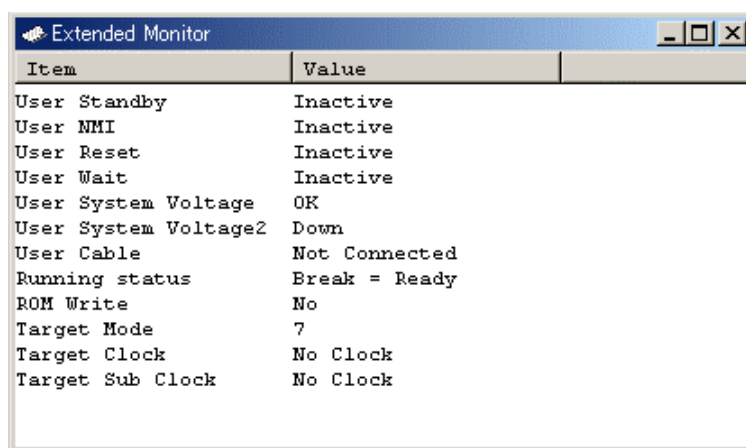 Extended Monitor
Item Value
User Standby Inactive
User NMI Inactive
User Reset Inactive
User Wait Inactive
User System Voltage OK
User System Voltage2 Down
User Cable Not Connected
Running status Break = Ready
ROM Write No
Target Mode 7
Target Clock No Clock
Target Sub Clock No Clock